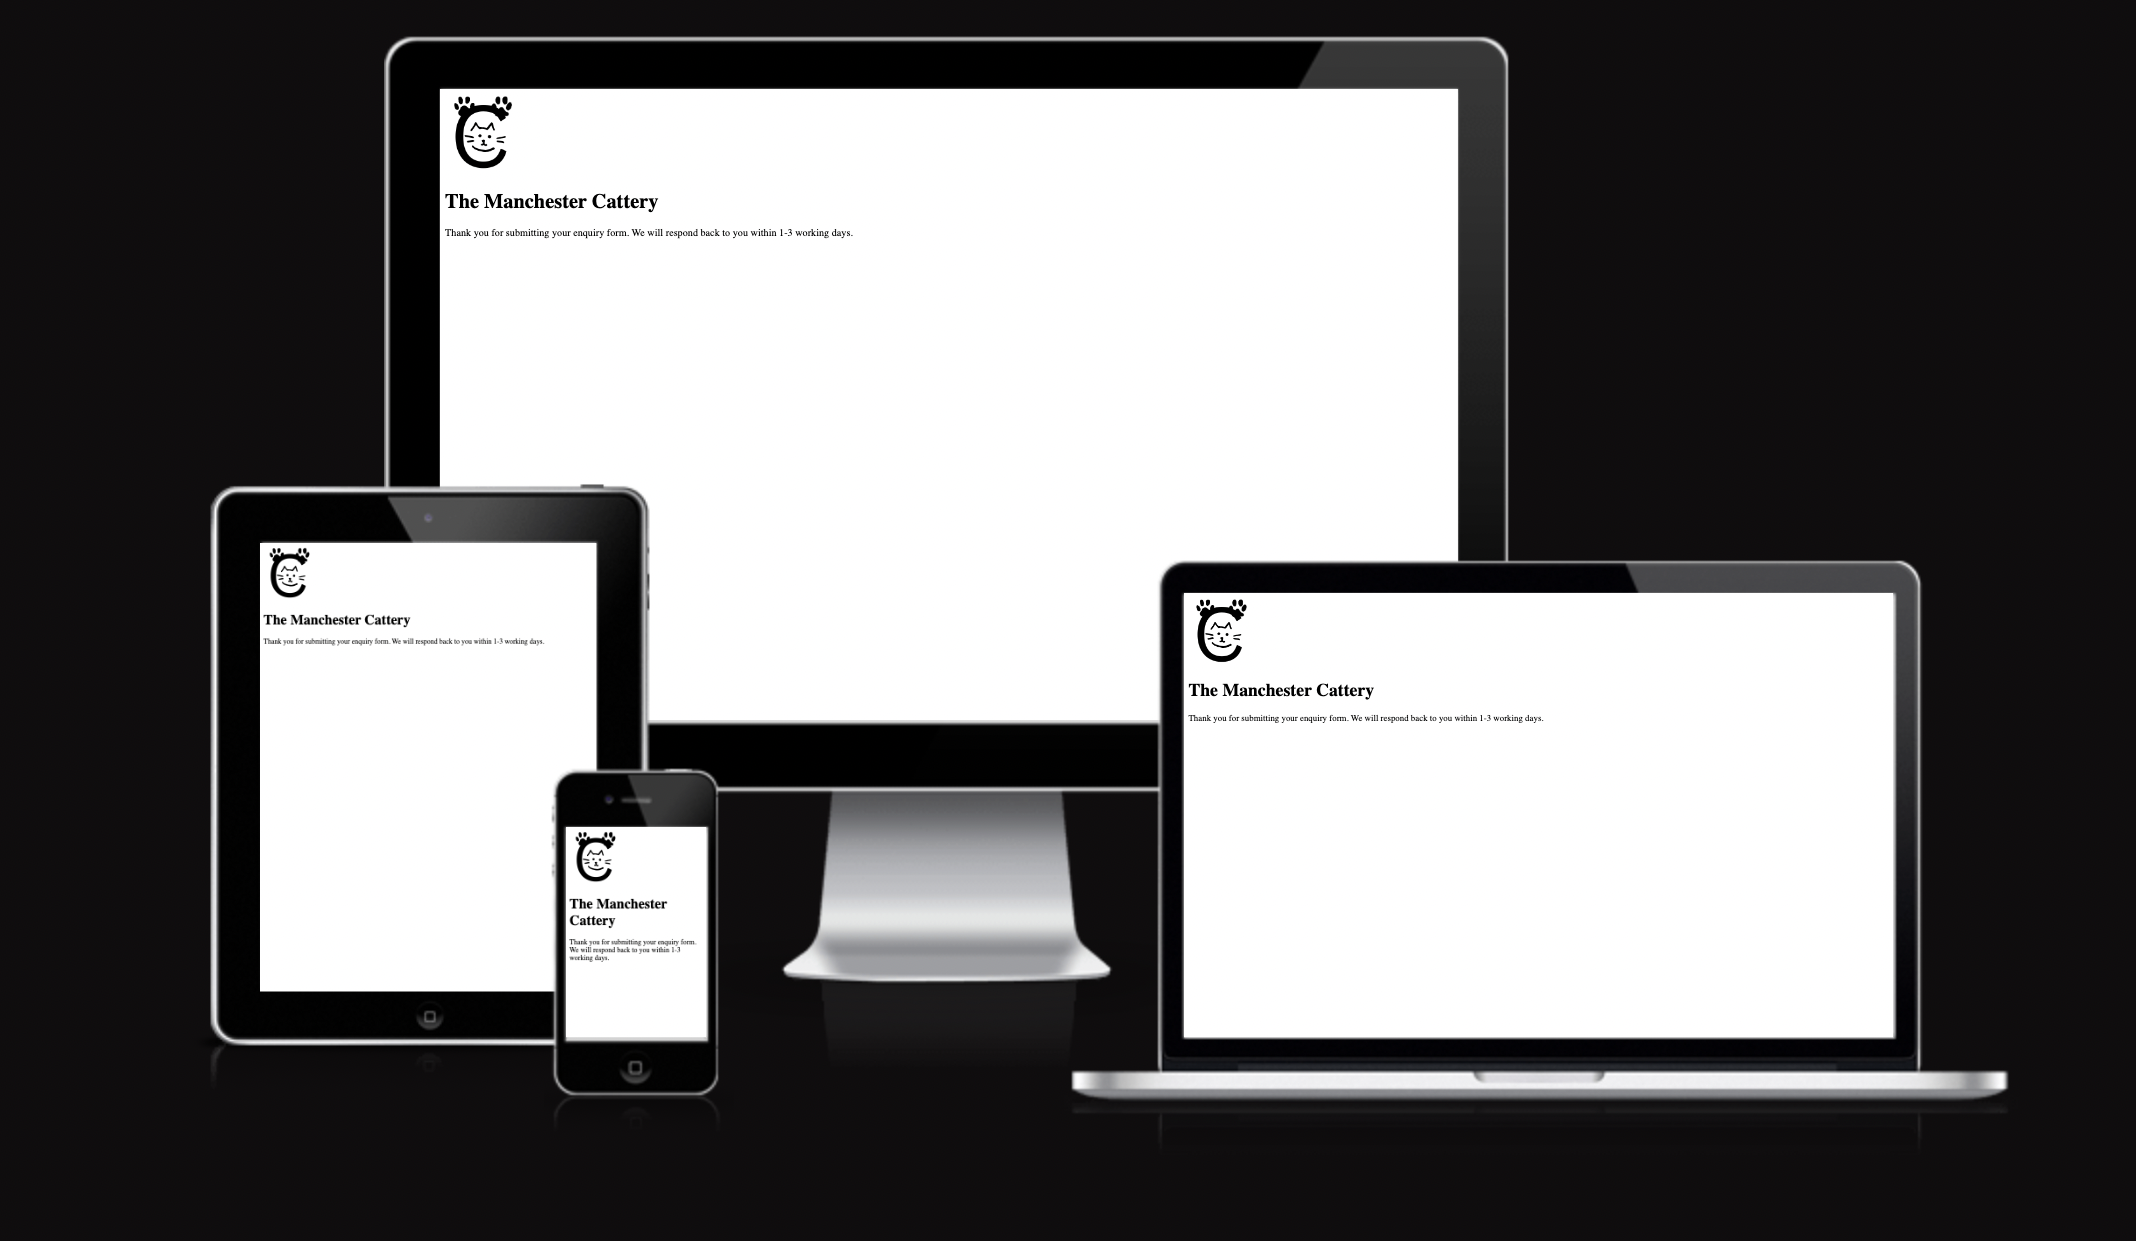 The Manchester Cattery
Thank you for submitting your enquiry form. We will respond back to you within 1-3 working days.
The Manchester Cattery
Thank you for submitting your enquiry form. We will respond back to you within 1-3 working days.
The Manchester Cattery
Thank you for submitting your enquiry form. We will respond back to you within 1-3 working days.
The Manchester
Cattery
Thank you for submitting your enquiry form.
We will respond back to you within 1-3
working days.